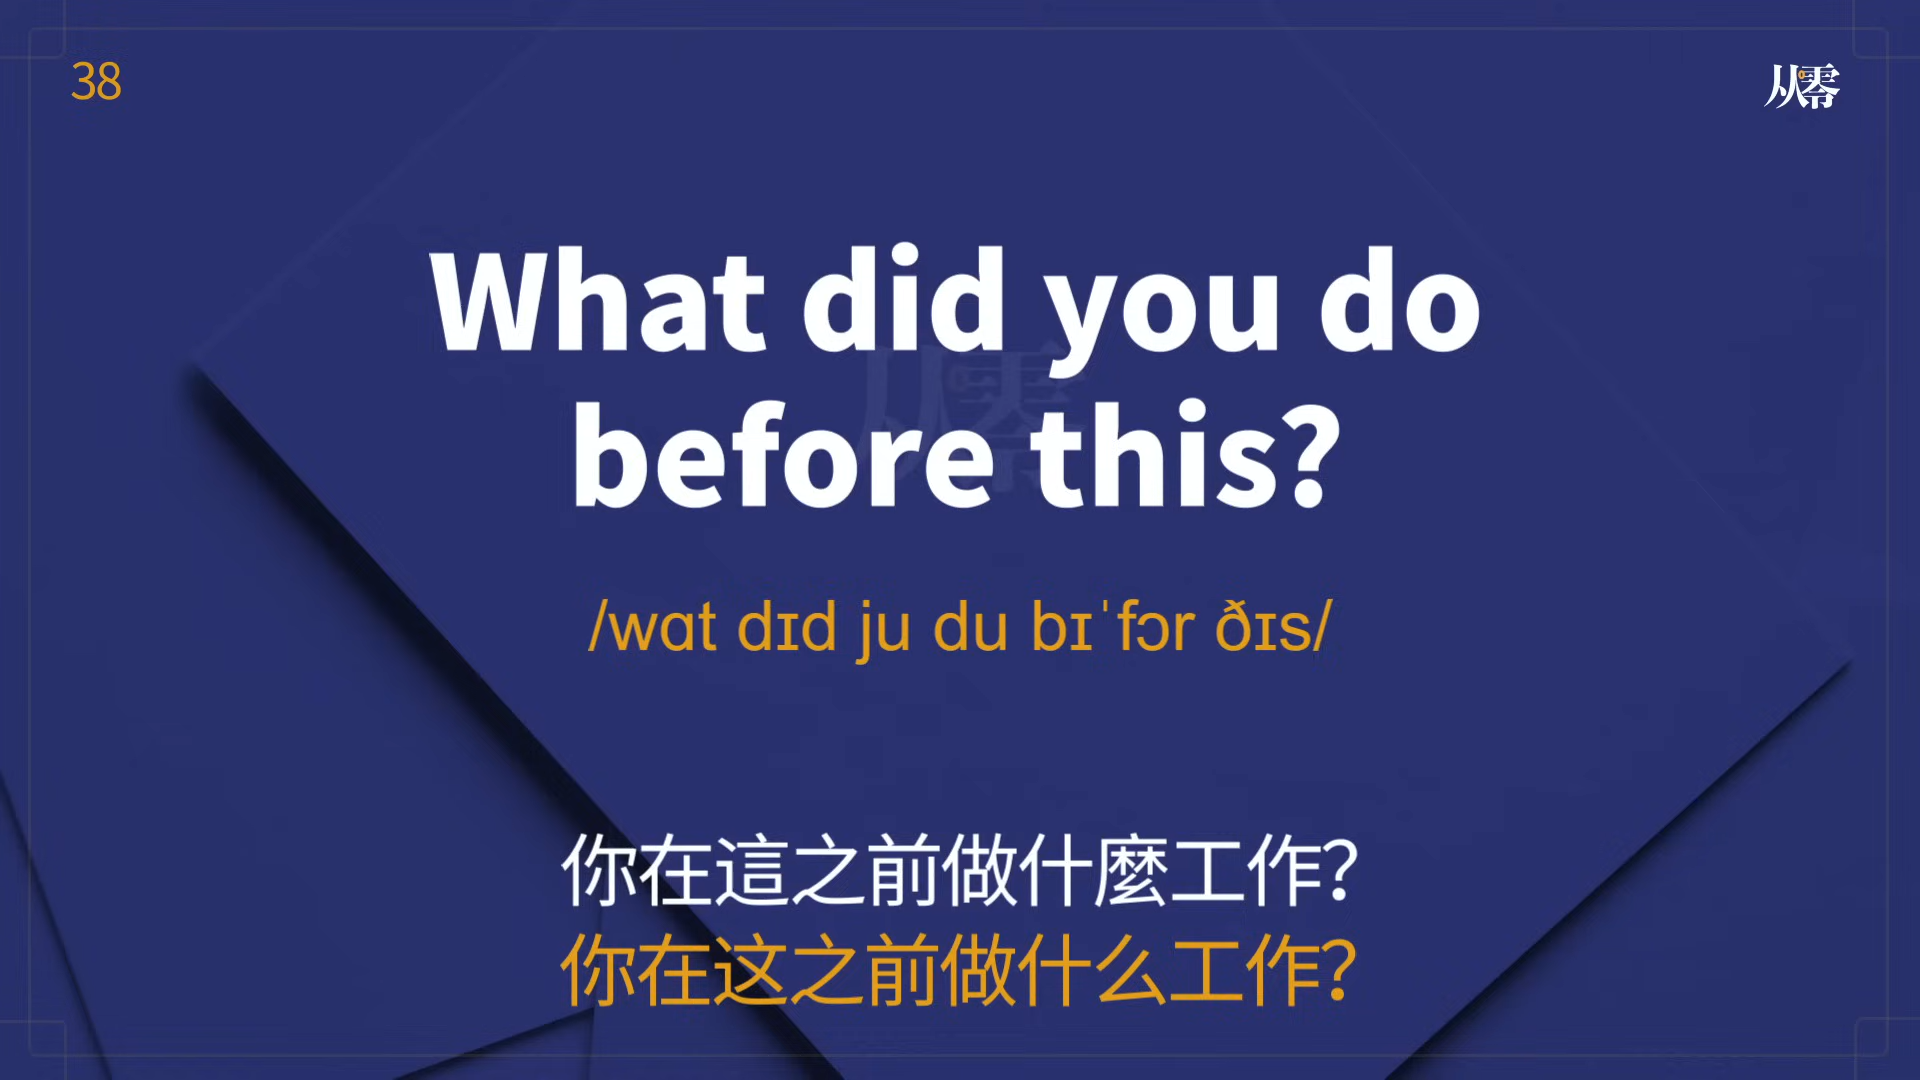 38
从零
What did you do
before this?
/wɑt dɪd ju du bɪˈfɔr ðɪs/
你在這之前做什麼工作?
你在这之前做什么工作?